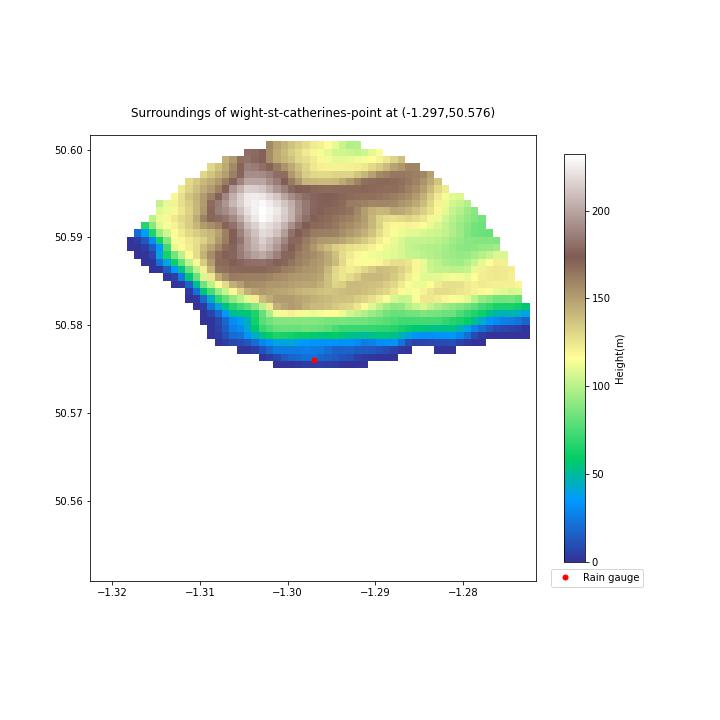 Surroundings of wight-st-catherines-point at (-1.297,50.576)
50.60
50.59
50.58
50.57
50.56
−1.32 −1.31 −1.30 −1.29 −1.28
200
150
100
50
0
Height(m)
Rain gauge